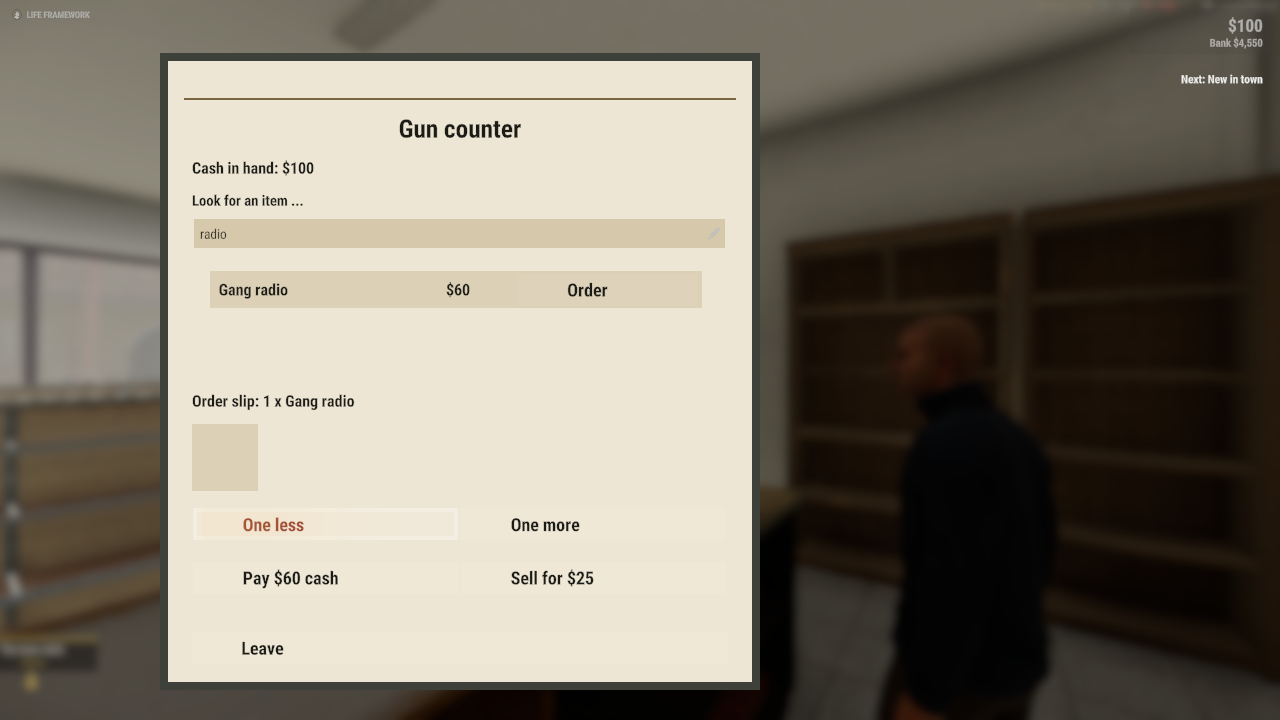 LIFE FRAMEWORK
$100
Bank $4,550
Next: New in town
Gun counter
Cash in hand: $100
Look for an item ...
radio
Gang radio $60 Order
Order slip: 1 x Gang radio
One less One more
Pay $60 cash Sell for $25
Leave